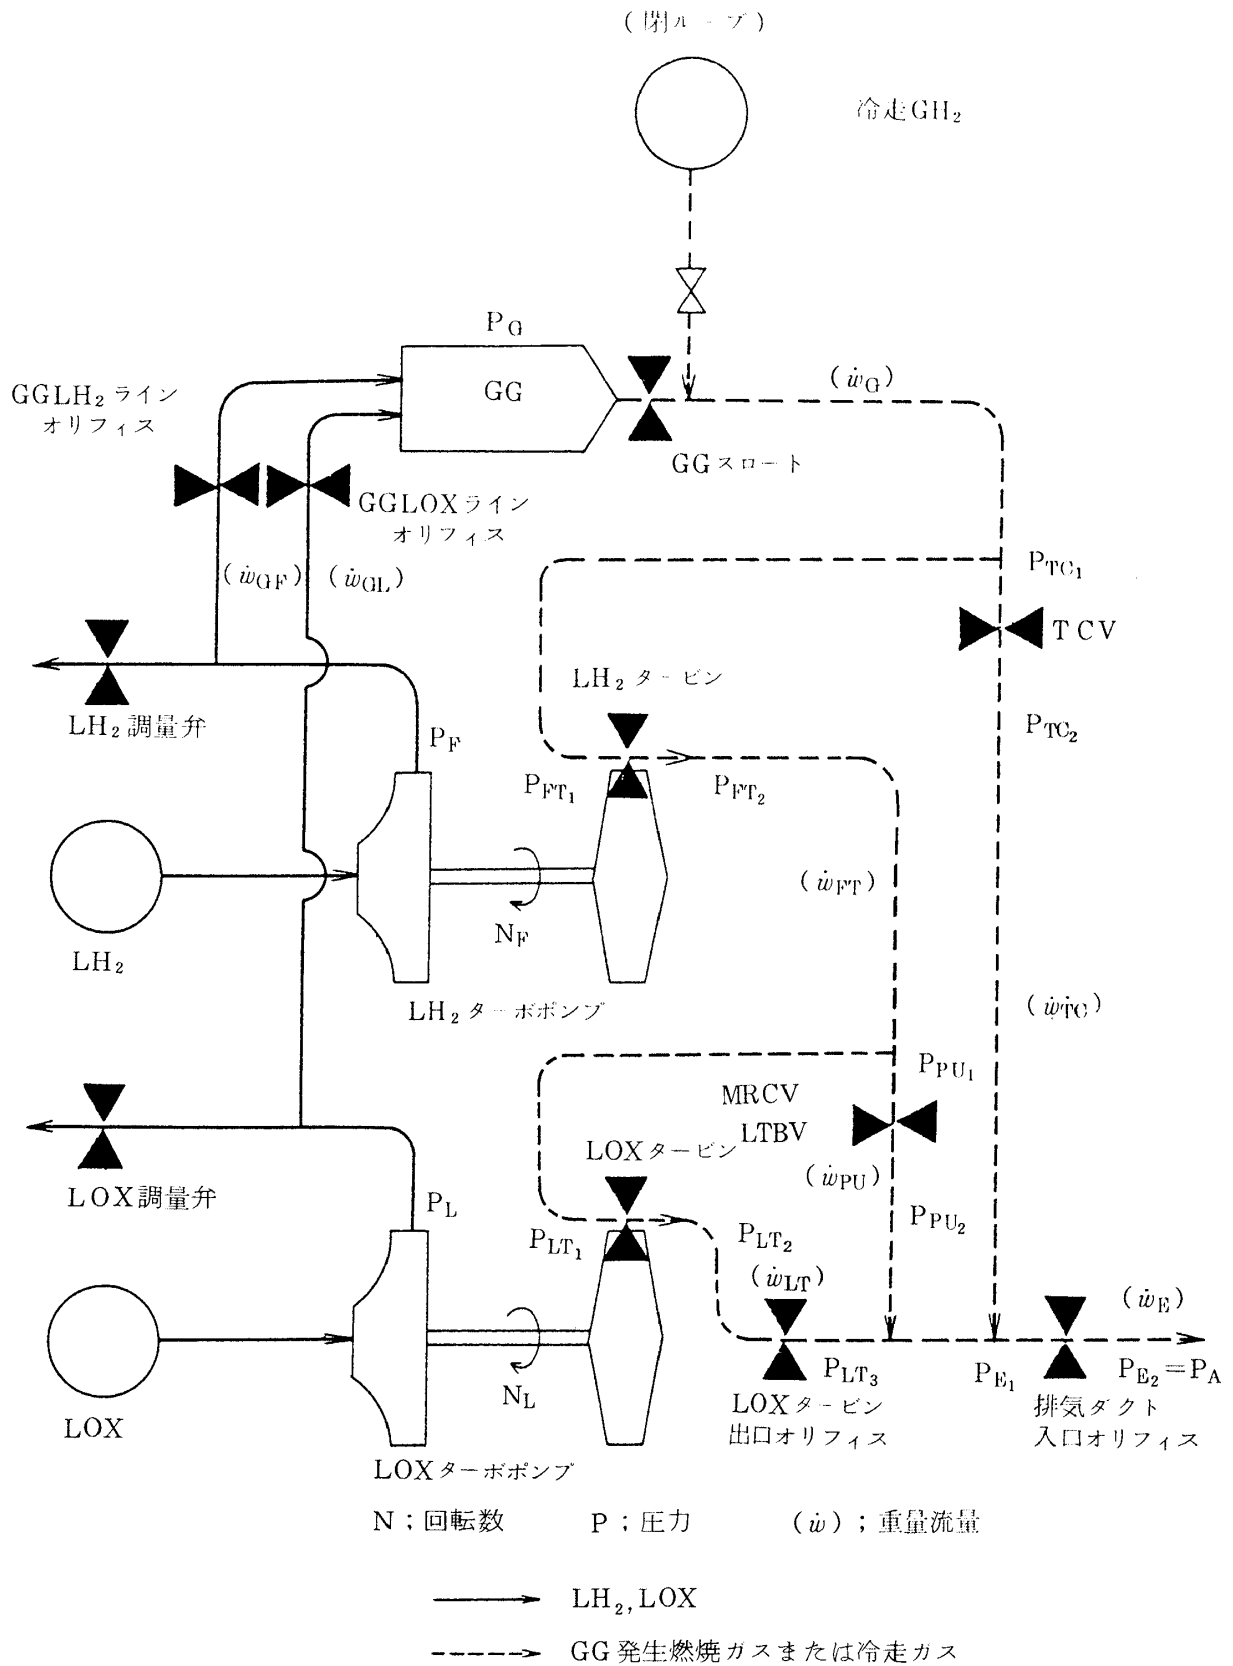 (閉ループ)
冷走GH₂
P_G
GG
(ẇ_G)
GGLH₂ライン
オリフィス
GGスロート
GGLOXライン
オリフィス
(ẇ_GF)
(ẇ_GL)
P_TC₁
TCV
LH₂タービン
LH₂調量弁
P_F
P_TC₂
P_FT₁
P_FT₂
(ẇ_FT)
N_F
LH₂
LH₂ターボポンプ
(ẇ_TC)
P_PU₁
MRCV
LTBV
LOXタービン
(ẇ_PU)
LOX調量弁
P_L
P_PU₂
P_LT₁
P_LT₂
(ẇ_LT)
(ẇ_E)
P_LT₃
P_E₁
P_E₂=P_A
N_L
LOX
LOXタービン
出口オリフィス
排気ダクト
入口オリフィス
LOXターボポンプ
N;回転数 P;圧力 (ẇ);重量流量
LH₂,LOX
GG発生燃焼ガスまたは冷走ガス